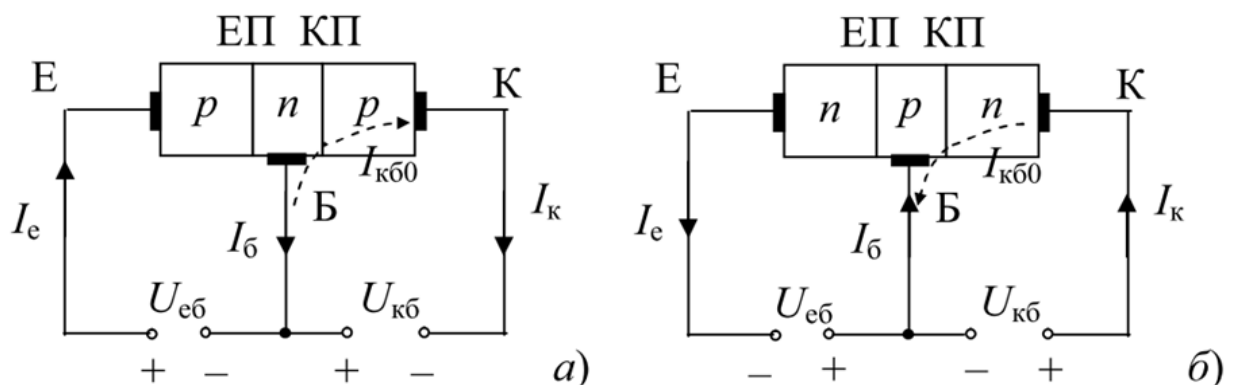 ЕП КП
Е
p n p
К
Iкб0
Б
Iе
Iб
Iк
Uеб
Uкб
+ – + –
а)
ЕП КП
Е
n p n
К
Iкб0
Б
Iе
Iб
Iк
Uеб
Uкб
– + – +
б)